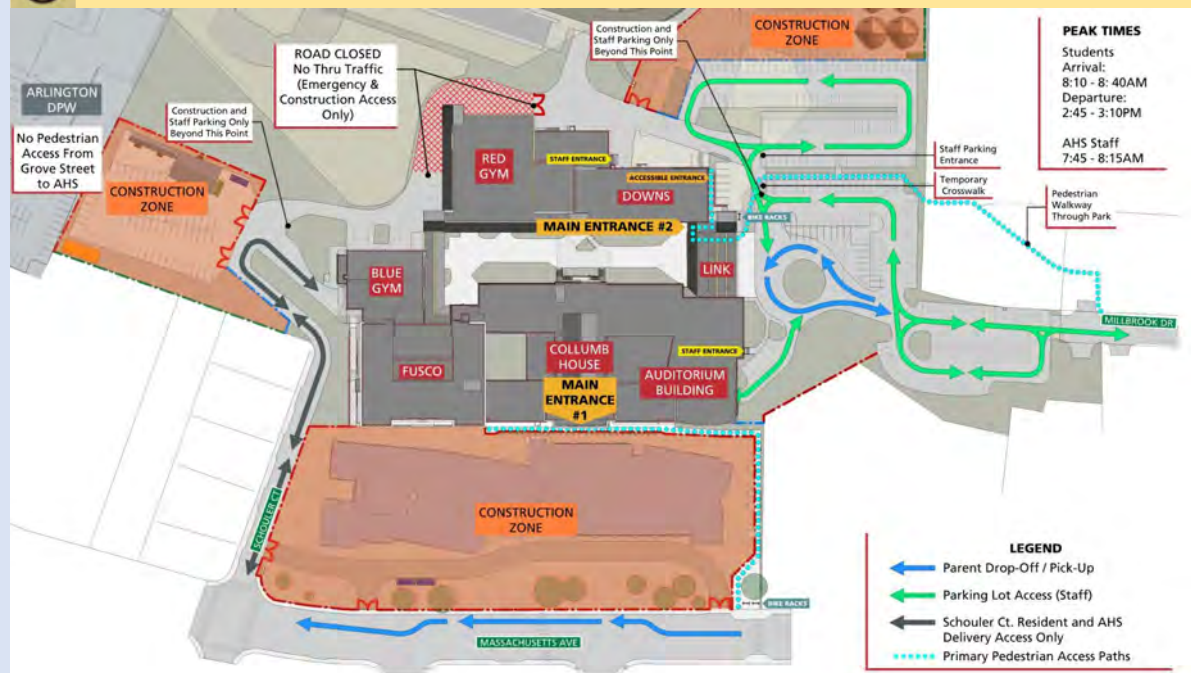 Construction and
Staff Parking Only
Beyond This Point
CONSTRUCTION
ZONE
PEAK TIMES
Students
Arrival:
8:10 - 8:40AM
Departure:
2:45 - 3:10PM
AHS Staff
7:45 - 8:15AM
ROAD CLOSED
No Thru Traffic
(Emergency &
Construction Access
Only)
ARLINGTON
DPW
No Pedestrian
Access From
Grove Street
to AHS
Construction and
Staff Parking Only
Beyond This Point
CONSTRUCTION
ZONE
RED
GYM
STAFF ENTRANCE
ACCESSIBLE ENTRANCE
DOWNS
Staff Parking
Entrance
Temporary
Crosswalk
Pedestrian
Walkway
Through Park
BIKE RACKS
MAIN ENTRANCE #2
BLUE
GYM
LINK
MILLBROOK DR
COLLUMB
HOUSE
STAFF ENTRANCE
FUSCO
AUDITORIUM
BUILDING
MAIN
ENTRANCE
#1
CONSTRUCTION
ZONE
SCHOULER CT
BIKE RACKS
MASSACHUSETTS AVE
LEGEND
Parent Drop-Off / Pick-Up
Parking Lot Access (Staff)
Schouler Ct. Resident and AHS
Delivery Access Only
Primary Pedestrian Access Paths